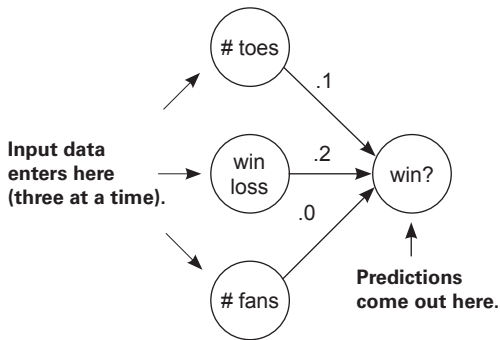 # toes
.1
Input data
enters here
(three at a time).
win
loss
.2
win?
.0
# fans
Predictions
come out here.